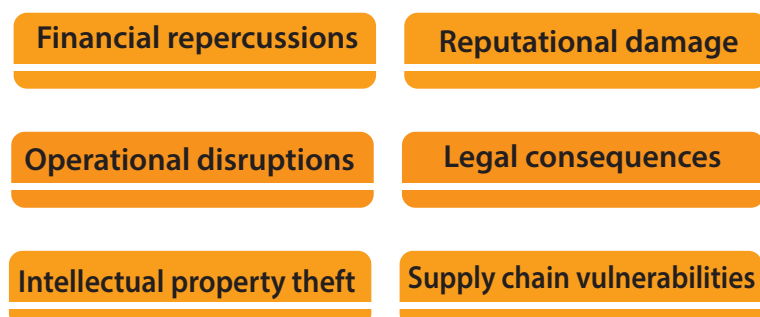 Financial repercussions
Reputational damage
Operational disruptions
Legal consequences
Intellectual property theft
Supply chain vulnerabilities